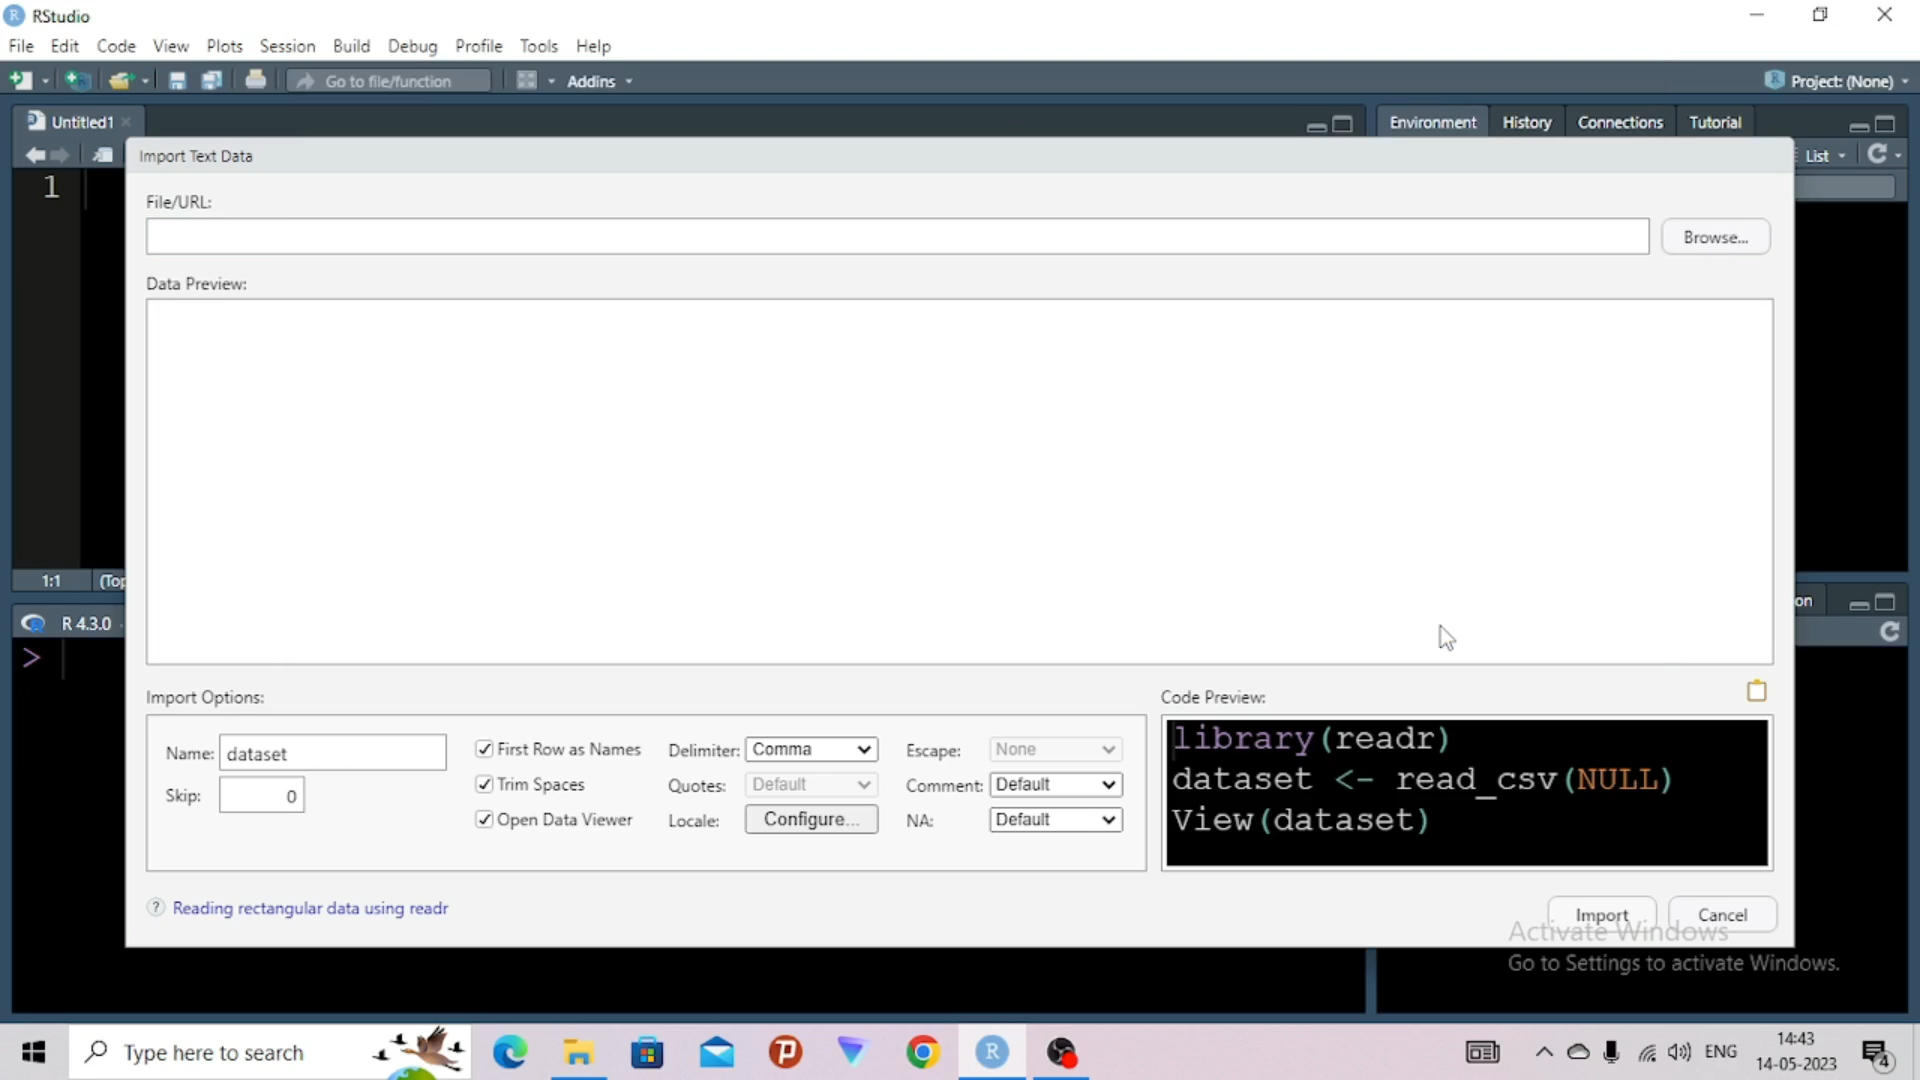 RStudio
File Edit Code View Plots Session Build Debug Profile Tools Help
Go to file/function Addins Project: (None)
Untitled1 Environment History Connections Tutorial
Import Text Data List
1
File/URL:
Browse...
Data Preview:
1:1 (Top
R 4.3.0 on
>
Import Options: Code Preview:
Name: dataset First Row as Names Delimiter: Comma Escape: None
Skip: 0 Trim Spaces Quotes: Default Comment: Default
Open Data Viewer Locale: Configure... NA: Default
library(readr)
dataset <- read_csv(NULL)
View(dataset)
? Reading rectangular data using readr
Import Cancel
Activate Windows
Go to Settings to activate Windows.
Type here to search
ENG 14:43
14-05-2023 4